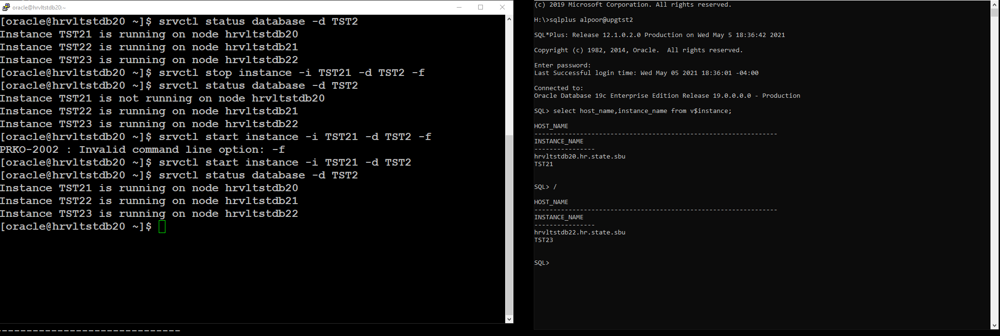 oracle@hrvltstdb20:~
[oracle@hrvltstdb20 ~]$ srvctl status database -d TST2
Instance TST21 is running on node hrvltstdb20
Instance TST22 is running on node hrvltstdb21
Instance TST23 is running on node hrvltstdb22
[oracle@hrvltstdb20 ~]$ srvctl stop instance -i TST21 -d TST2 -f
[oracle@hrvltstdb20 ~]$ srvctl status database -d TST2
Instance TST21 is not running on node hrvltstdb20
Instance TST22 is running on node hrvltstdb21
Instance TST23 is running on node hrvltstdb22
[oracle@hrvltstdb20 ~]$ srvctl start instance -i TST21 -d TST2 -f
PRKO-2002 : Invalid command line option: -f
[oracle@hrvltstdb20 ~]$ srvctl start instance -i TST21 -d TST2
[oracle@hrvltstdb20 ~]$ srvctl status database -d TST2
Instance TST21 is running on node hrvltstdb20
Instance TST22 is running on node hrvltstdb21
Instance TST23 is running on node hrvltstdb22
[oracle@hrvltstdb20 ~]$
----------------------------
(c) 2019 Microsoft Corporation. All rights reserved.
H:\>sqlplus alpoor@upgtst2
SQL*Plus: Release 12.1.0.2.0 Production on Wed May 5 18:36:42 2021
Copyright (c) 1982, 2014, Oracle.  All rights reserved.
Enter password:
Last Successful login time: Wed May 05 2021 18:36:01 -04:00
Connected to:
Oracle Database 19c Enterprise Edition Release 19.0.0.0.0 - Production
SQL> select host_name,instance_name from v$instance;
HOST_NAME
----------------------------------------------------------------
INSTANCE_NAME
----------------
hrvltstdb20.hr.state.sbu
TST21
SQL> /
HOST_NAME
----------------------------------------------------------------
INSTANCE_NAME
----------------
hrvltstdb22.hr.state.sbu
TST23
SQL>